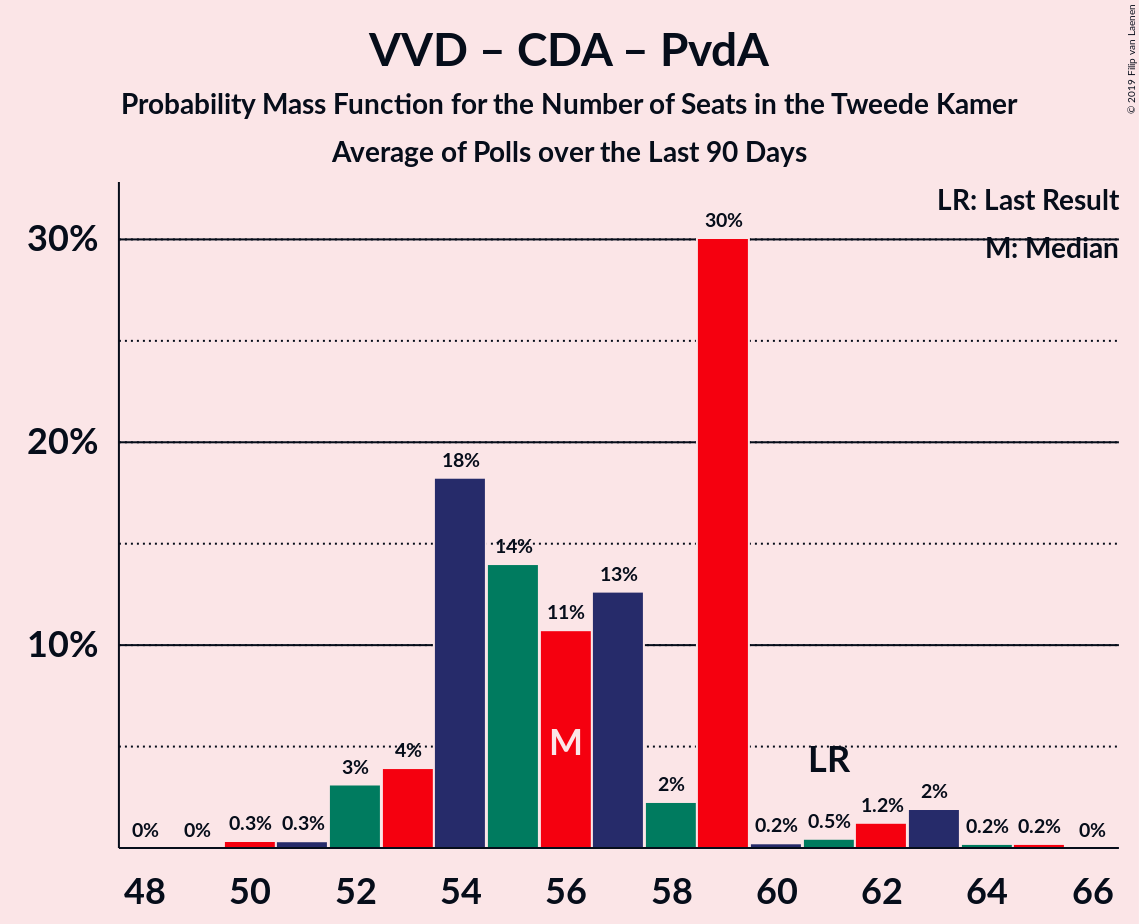 VVD – CDA – PvdA
Probability Mass Function for the Number of Seats in the Tweede Kamer
Average of Polls over the Last 90 Days
© 2019 Filip van Laenen
LR: Last Result
M: Median
30%
20%
10%
0%
0%
0.3%
0.3%
3%
4%
18%
14%
11%
13%
2%
30%
0.2%
0.5%
1.2%
2%
0.2%
0.2%
0%
M
LR
48 50 52 54 56 58 60 62 64 66